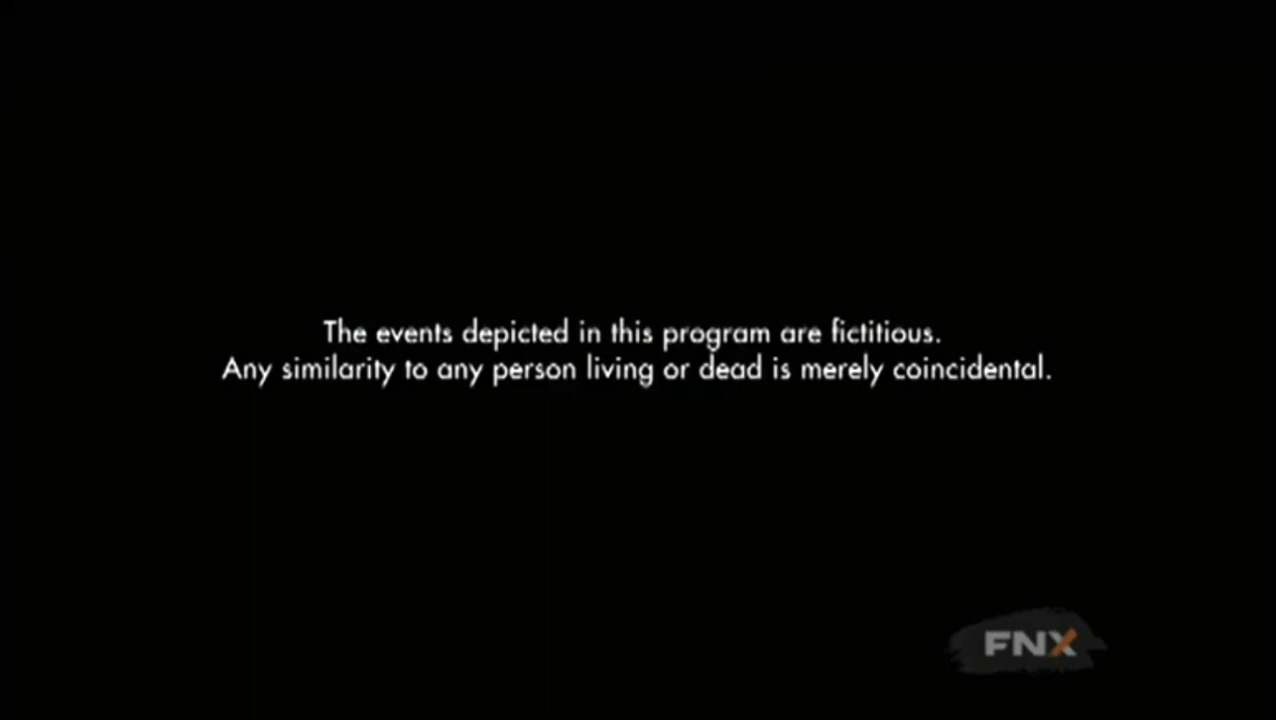 The events depicted in this program are fictitious.
Any similarity to any person living or dead is merely coincidental.
FNX